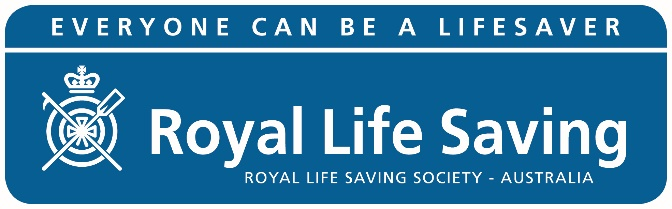 EVERYONE CAN BE A LIFESAVER
Royal Life Saving
ROYAL LIFE SAVING SOCIETY - AUSTRALIA